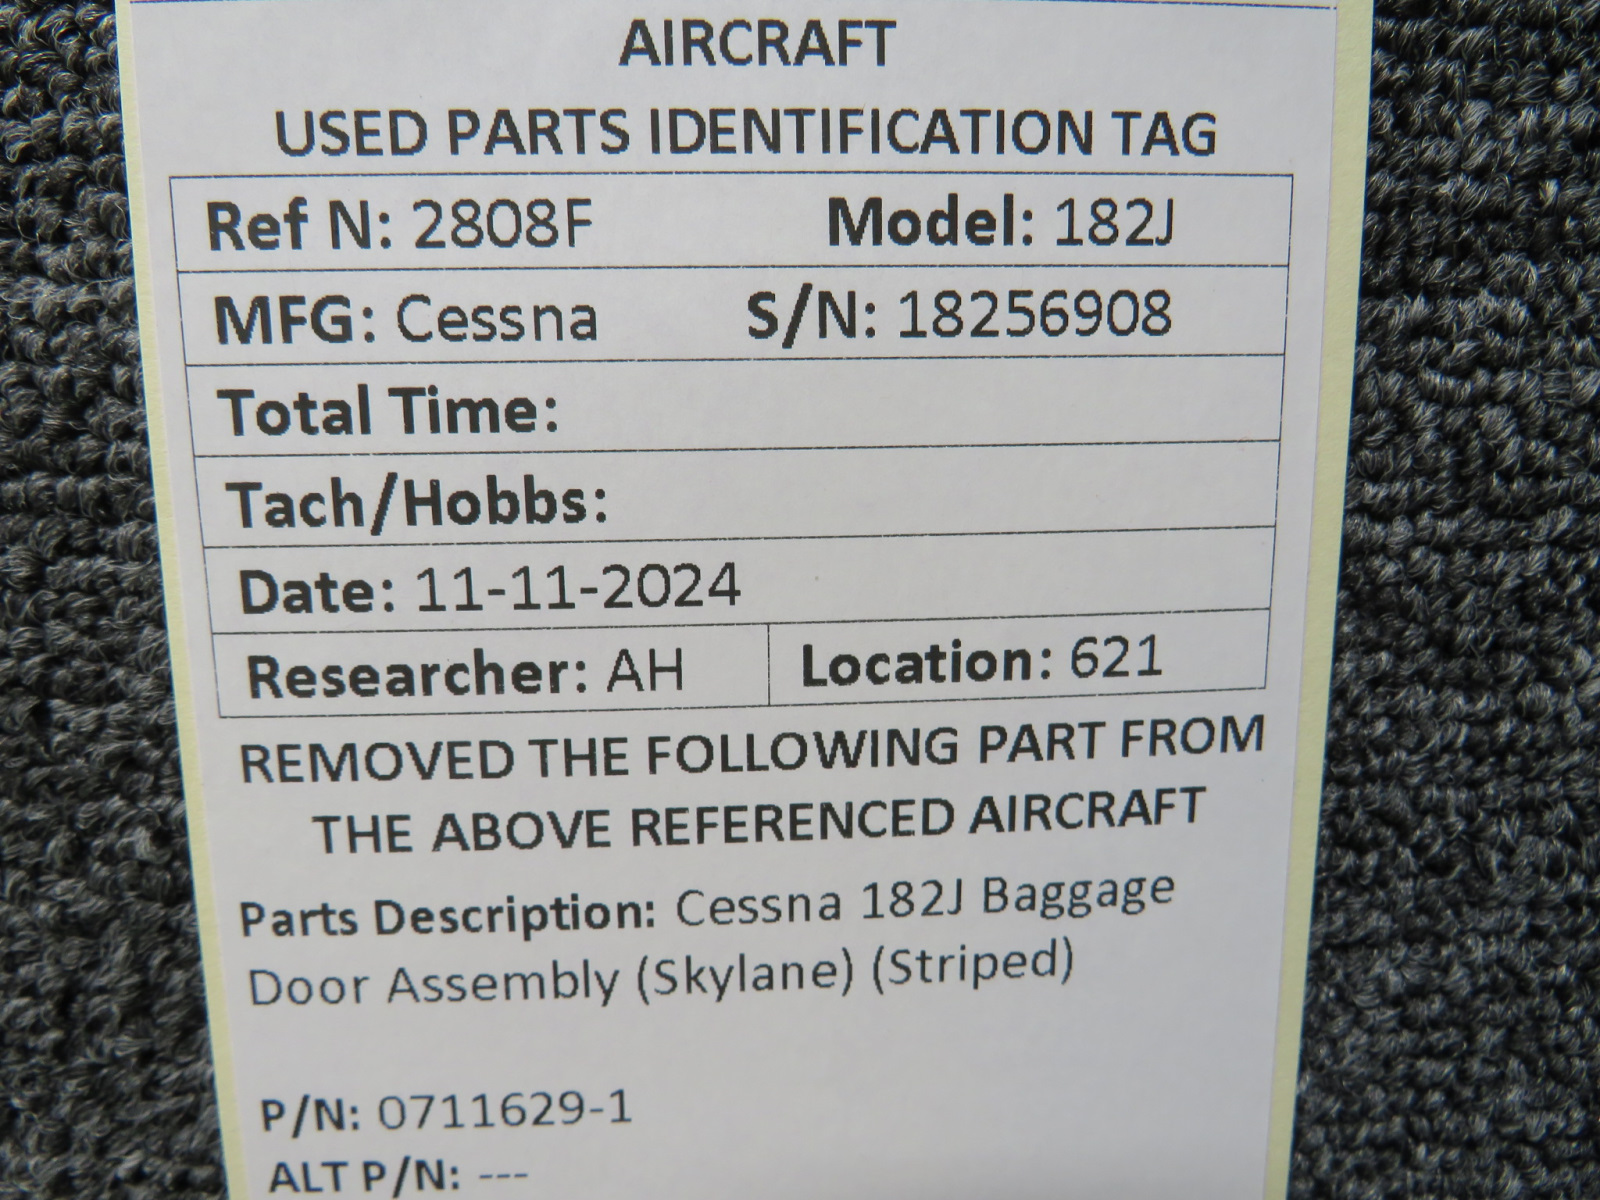 AIRCRAFT
USED PARTS IDENTIFICATION TAG
Ref N: 2808F Model: 182J
MFG: Cessna S/N: 18256908
Total Time:
Tach/Hobbs:
Date: 11-11-2024
Researcher: AH Location: 621
REMOVED THE FOLLOWING PART FROM
THE ABOVE REFERENCED AIRCRAFT
Parts Description: Cessna 182J Baggage
Door Assembly (Skylane) (Striped)
P/N: 0711629-1
ALT P/N: ---